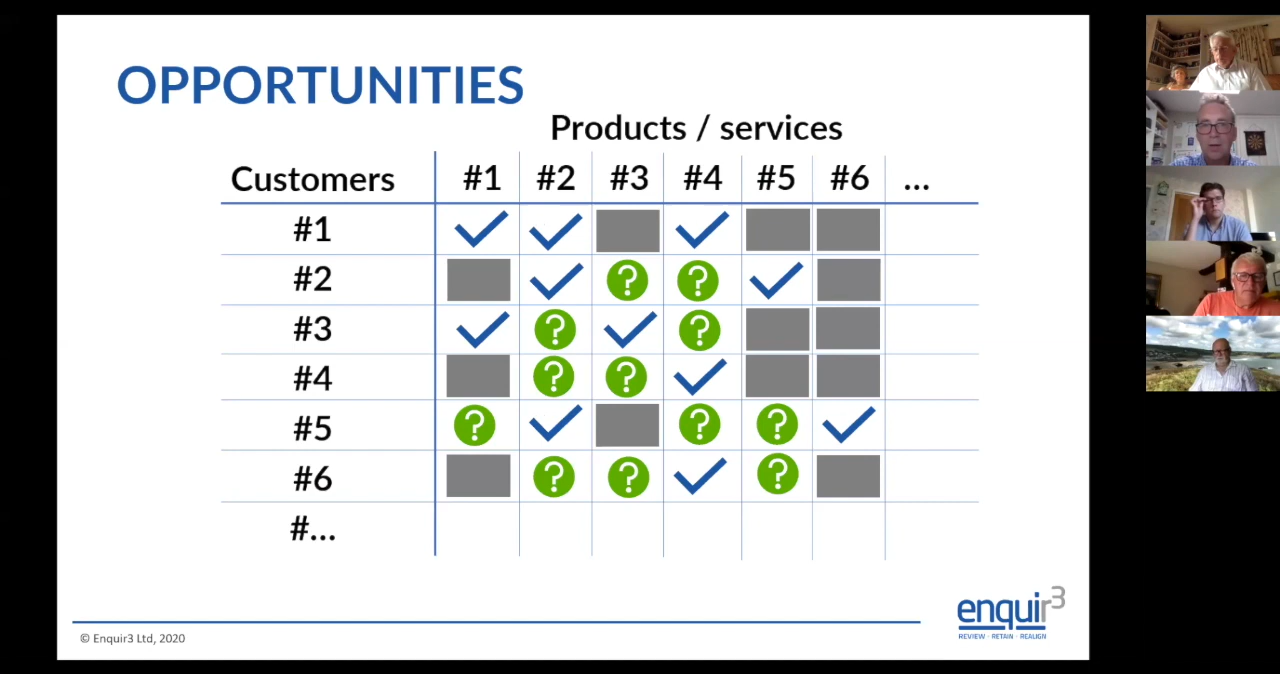 OPPORTUNITIES
Products / services
Customers #1 #2 #3 #4 #5 #6 ...
#1
#2 ? ?
#3 ? ?
#4 ? ?
#5 ? ? ?
#6 ? ? ?
#...
enquir3
REVIEW · RETAIN · REALIGN
© Enquir3 Ltd, 2020